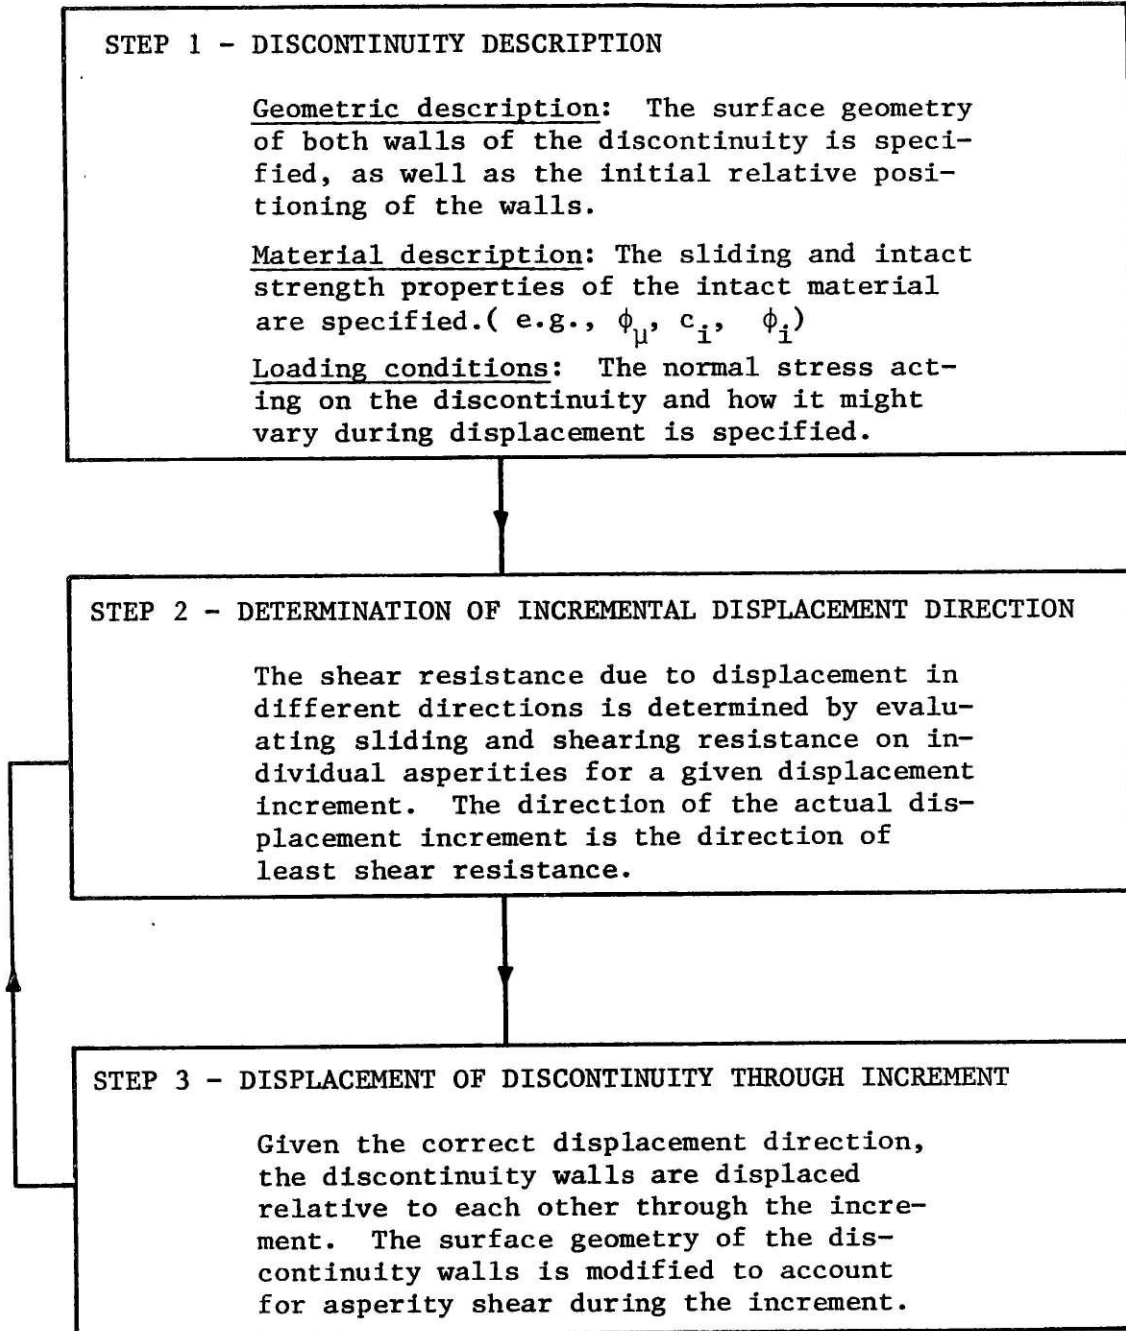 STEP 1 - DISCONTINUITY DESCRIPTION
Geometric description: The surface geometry
of both walls of the discontinuity is speci-
fied, as well as the initial relative posi-
tioning of the walls.
Material description: The sliding and intact
strength properties of the intact material
are specified.( e.g., ϕμ, ci, ϕi)
Loading conditions: The normal stress act-
ing on the discontinuity and how it might
vary during displacement is specified.
STEP 2 - DETERMINATION OF INCREMENTAL DISPLACEMENT DIRECTION
The shear resistance due to displacement in
different directions is determined by evalu-
ating sliding and shearing resistance on in-
dividual asperities for a given displacement
increment. The direction of the actual dis-
placement increment is the direction of
least shear resistance.
STEP 3 - DISPLACEMENT OF DISCONTINUITY THROUGH INCREMENT
Given the correct displacement direction,
the discontinuity walls are displaced
relative to each other through the incre-
ment. The surface geometry of the dis-
continuity walls is modified to account
for asperity shear during the increment.